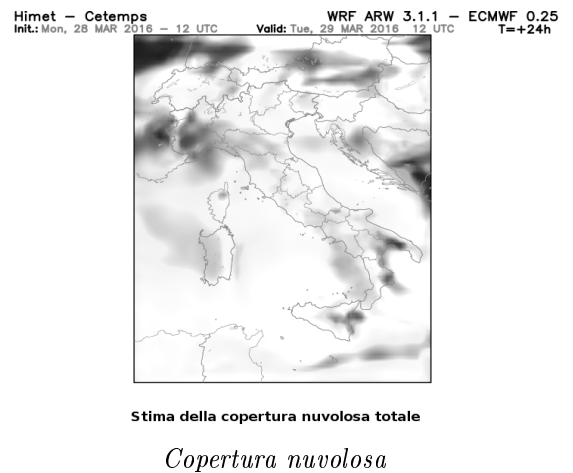 Himet − Cetemps WRF ARW 3.1.1 − ECMWF 0.25
Init.: Mon, 28 MAR 2016 − 12 UTC Valid: Tue, 29 MAR 2016 12 UTC T=+24h
Stima della copertura nuvolosa totale
Copertura nuvolosa